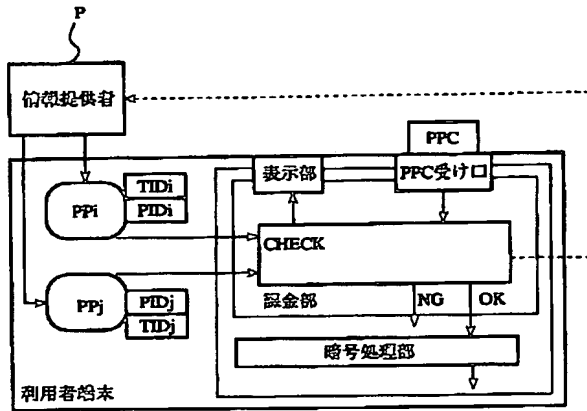 P
情報提供者
PPC
表示部
PPC受け口
TIDi
PIDi
PPi
CHECK
PPj
PIDj
TIDj
課金部
NG
OK
暗号処理部
利用者端末